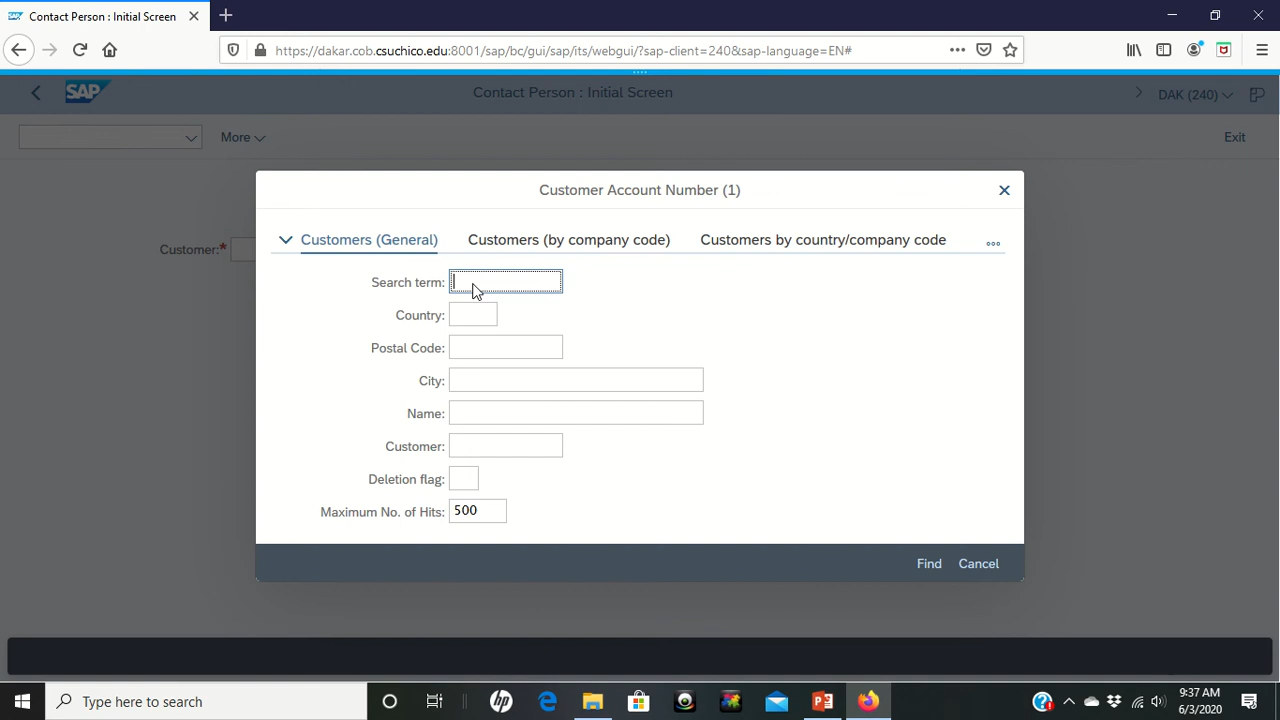 Contact Person : Initial Screen
https://dakar.cob.csuchico.edu:8001/sap/bc/gui/sap/its/webgui/?sap-client=240&sap-language=EN#
SAP
Contact Person : Initial Screen
DAK (240)
More
Exit
Customer:*
Customer Account Number (1)
Customers (General)
Customers (by company code)
Customers by country/company code
Search term:
Country:
Postal Code:
City:
Name:
Customer:
Deletion flag:
Maximum No. of Hits: 500
Find
Cancel
Type here to search
9:37 AM
6/3/2020